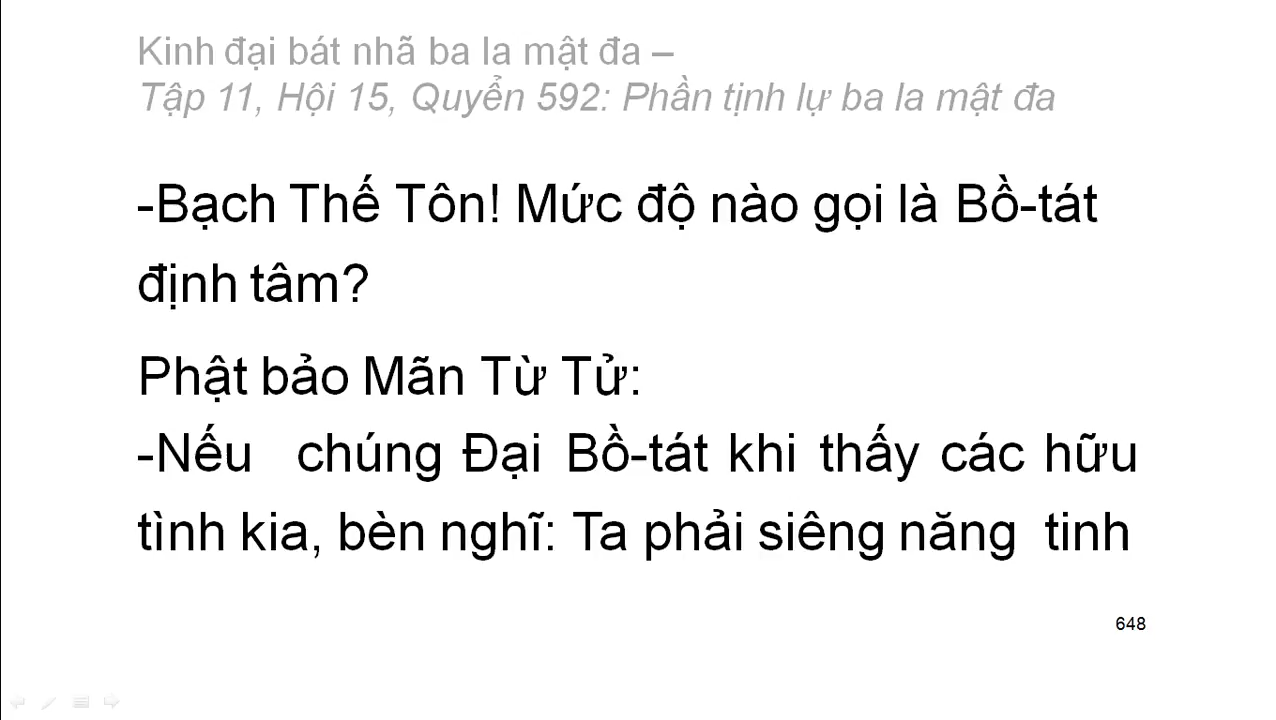 Kinh đại bát nhã ba la mật đa –
Tập 11, Hội 15, Quyển 592: Phần tịnh lự ba la mật đa
-Bạch Thế Tôn! Mức độ nào gọi là Bồ-tát
định tâm?
Phật bảo Mãn Từ Tử:
-Nếu chúng Đại Bồ-tát khi thấy các hữu
tình kia, bèn nghĩ: Ta phải siêng năng tinh
648